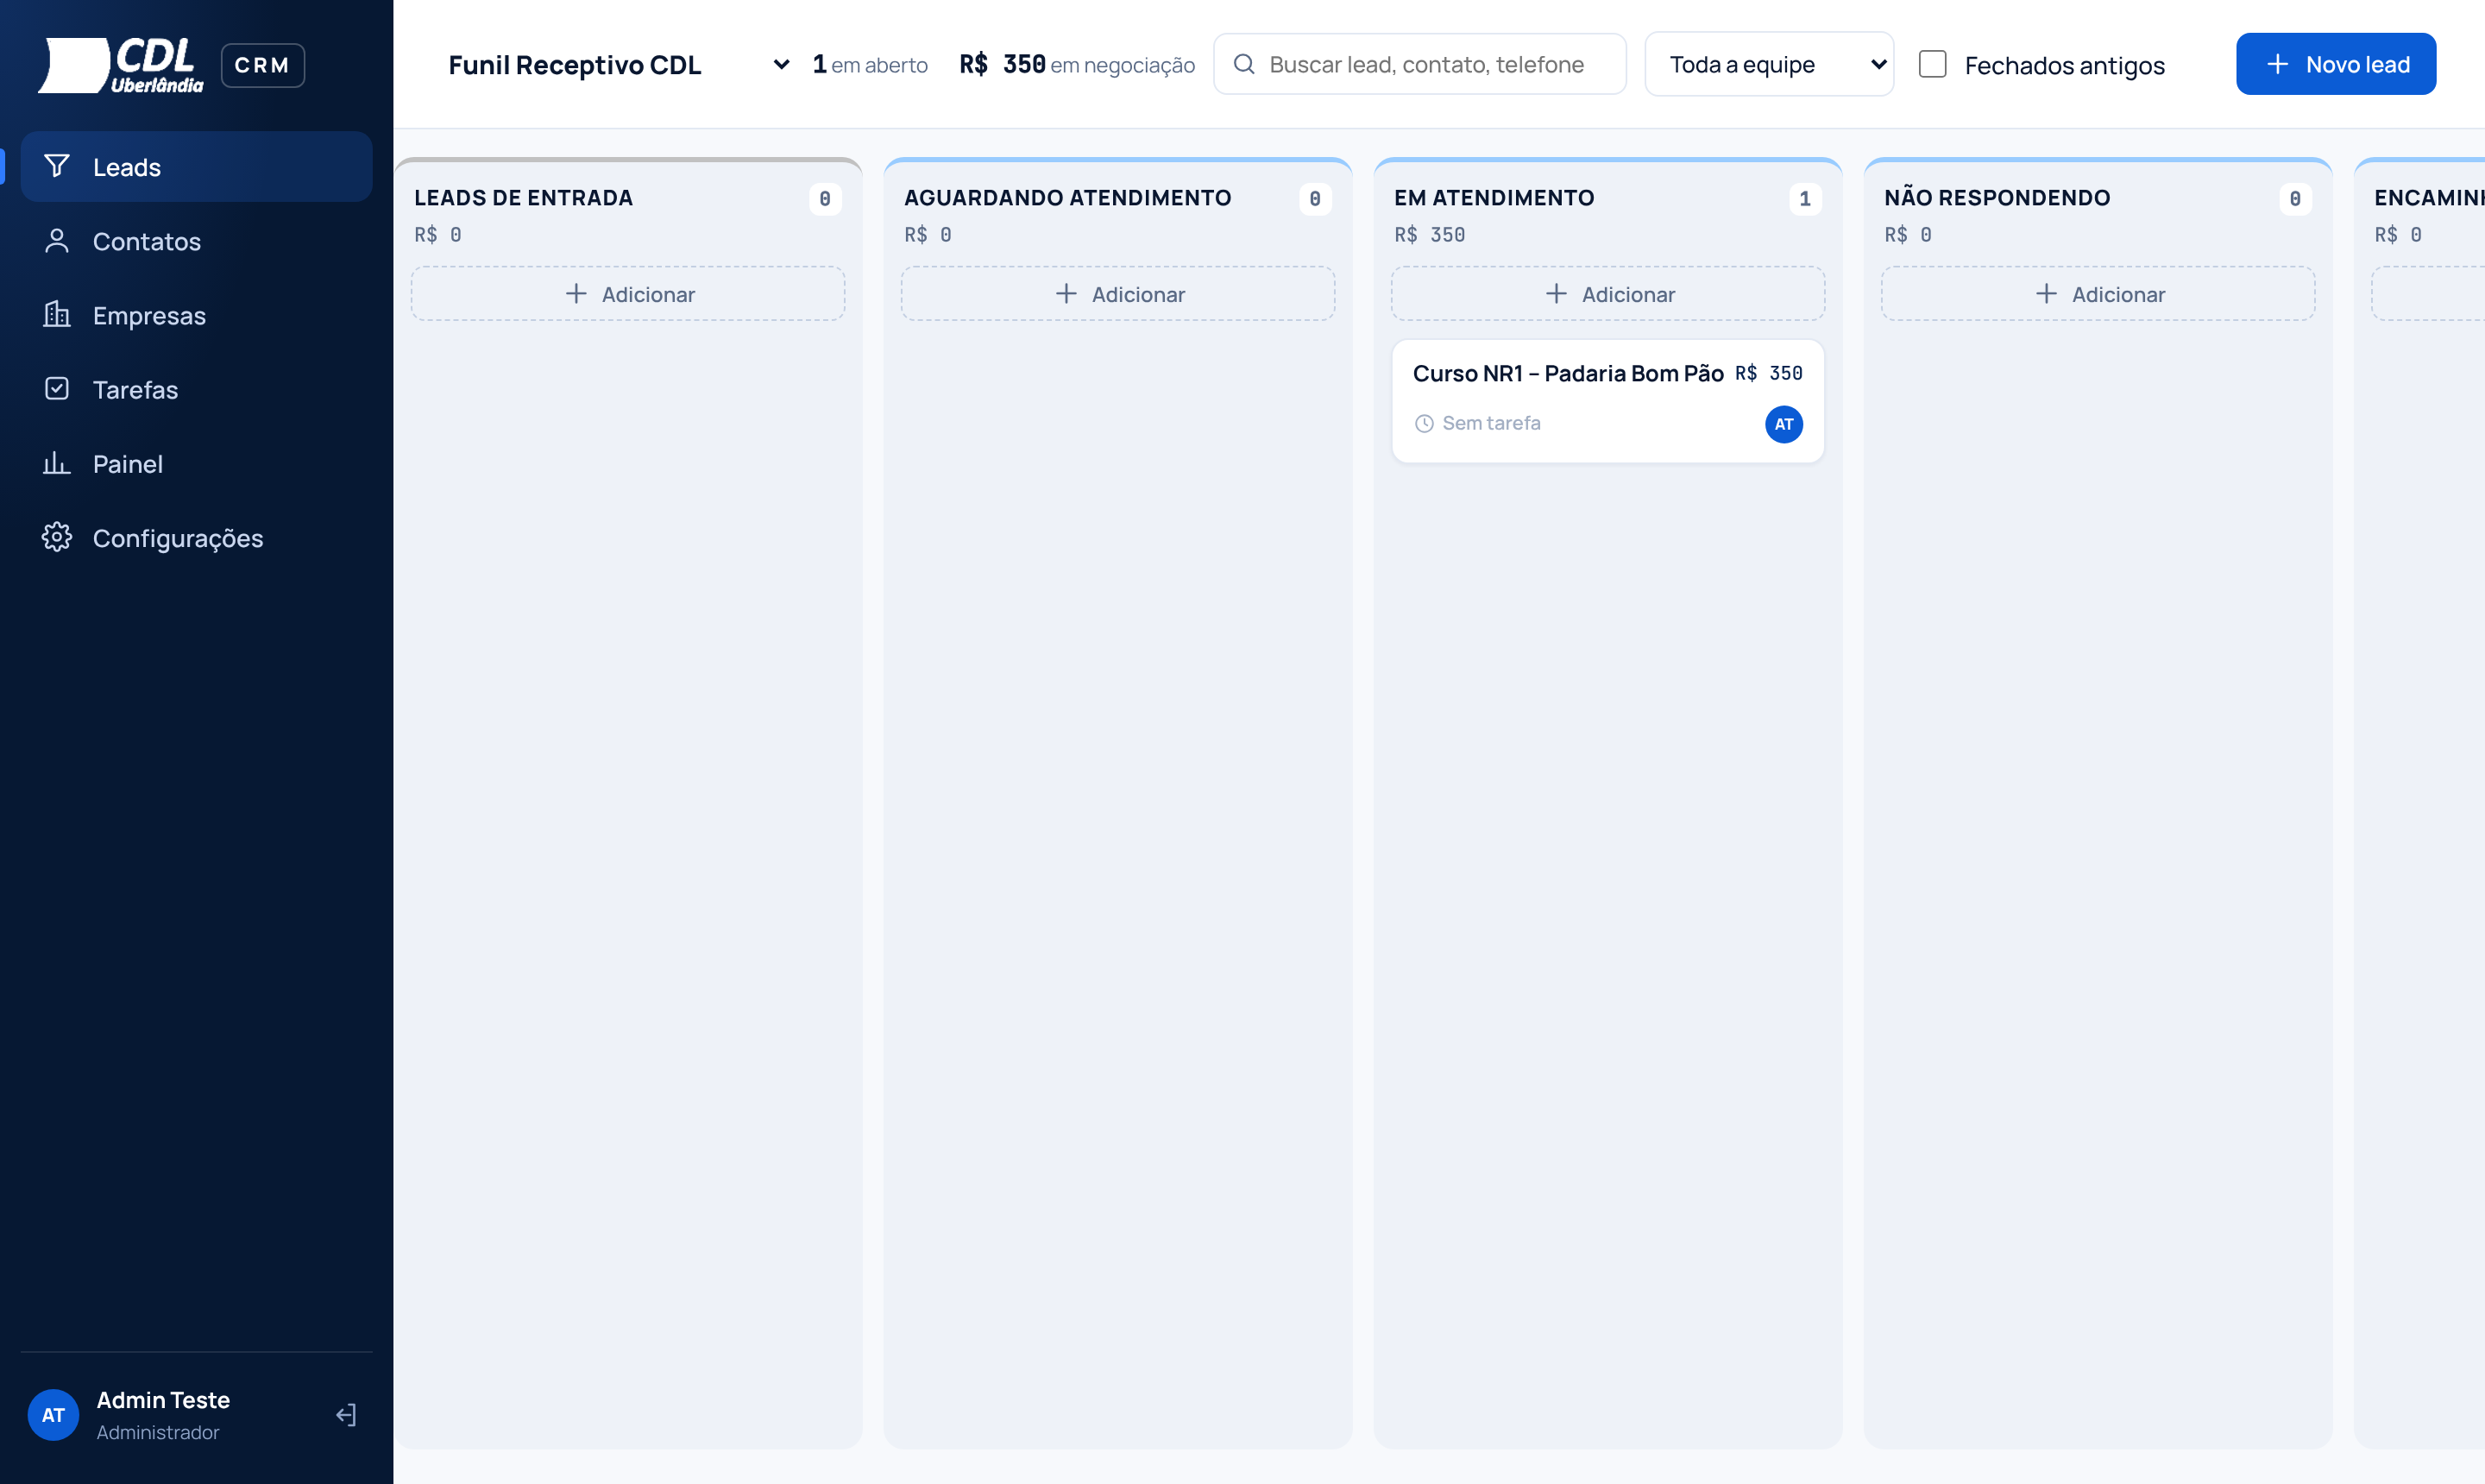 CDL
Uberlândia
CRM
Leads
Contatos
Empresas
Tarefas
Painel
Configurações
AT
Admin Teste
Administrador
Funil Receptivo CDL
1 em aberto
R$ 350 em negociação
Buscar lead, contato, telefone
Toda a equipe
Fechados antigos
+ Novo lead
LEADS DE ENTRADA
0
R$ 0
+ Adicionar
AGUARDANDO ATENDIMENTO
0
R$ 0
+ Adicionar
EM ATENDIMENTO
1
R$ 350
+ Adicionar
Curso NR1 – Padaria Bom Pão R$ 350
Sem tarefa
AT
NÃO RESPONDENDO
0
R$ 0
+ Adicionar
R$ 0